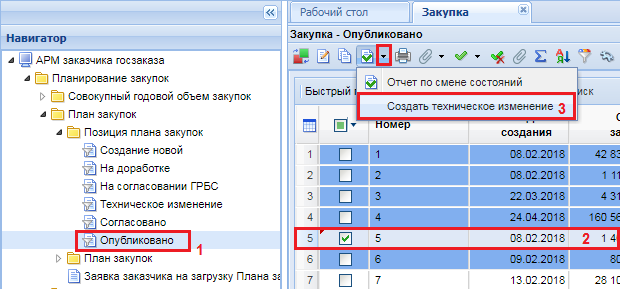 Навигатор
АРМ заказчика госзаказа
Планирование закупок
Совокупный годовой объем закупок
План закупок
Позиция плана закупок
Создание новой
На доработке
На согласовании ГРБС
Техническое изменение
Согласовано
Опубликовано 1
План закупок
Заявка заказчика на загрузку Плана за
Рабочий стол Закупка
Закупка - Опубликовано
Отчет по смене состояний
Создать техническое изменение 3
Быстрый иск
Номер создания за
1 1 08.02.2018 42 83
2 2 08.02.2018 1 11
3 3 22.03.2018 4 31
4 4 24.04.2018 160 56
5 5 08.02.2018 2 1 40
6 6 09.02.2018 80
7 7 13.02.2018 28 10